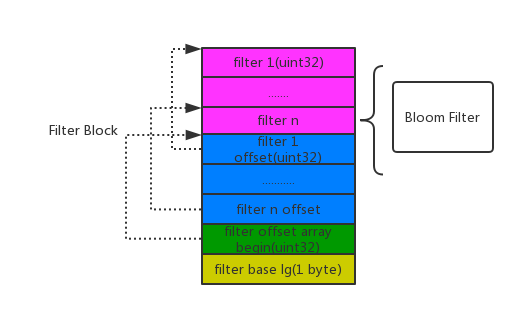 filter 1(uint32)
.......
filter n
Bloom Filter
Filter Block
filter 1
offset(uint32)
...........
filter n offset
filter offset array
begin(uint32)
filter base lg(1 byte)